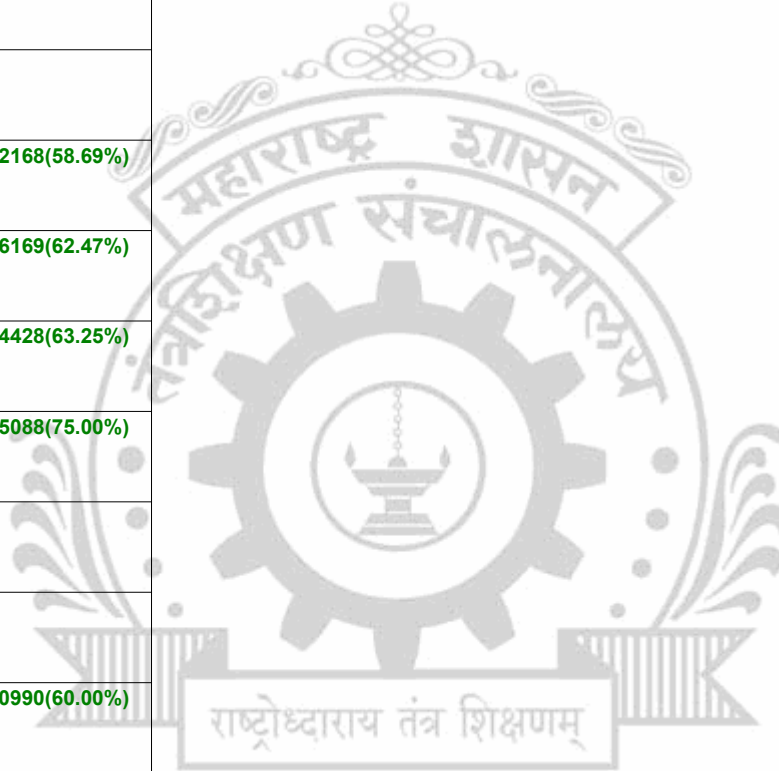 2168(58.69%)
6169(62.47%)
4428(63.25%)
5088(75.00%)
0990(60.00%)
महाराष्ट्र शासन
तंत्रशिक्षण संचालनालय
राष्ट्रोध्दाराय तंत्र शिक्षणम्